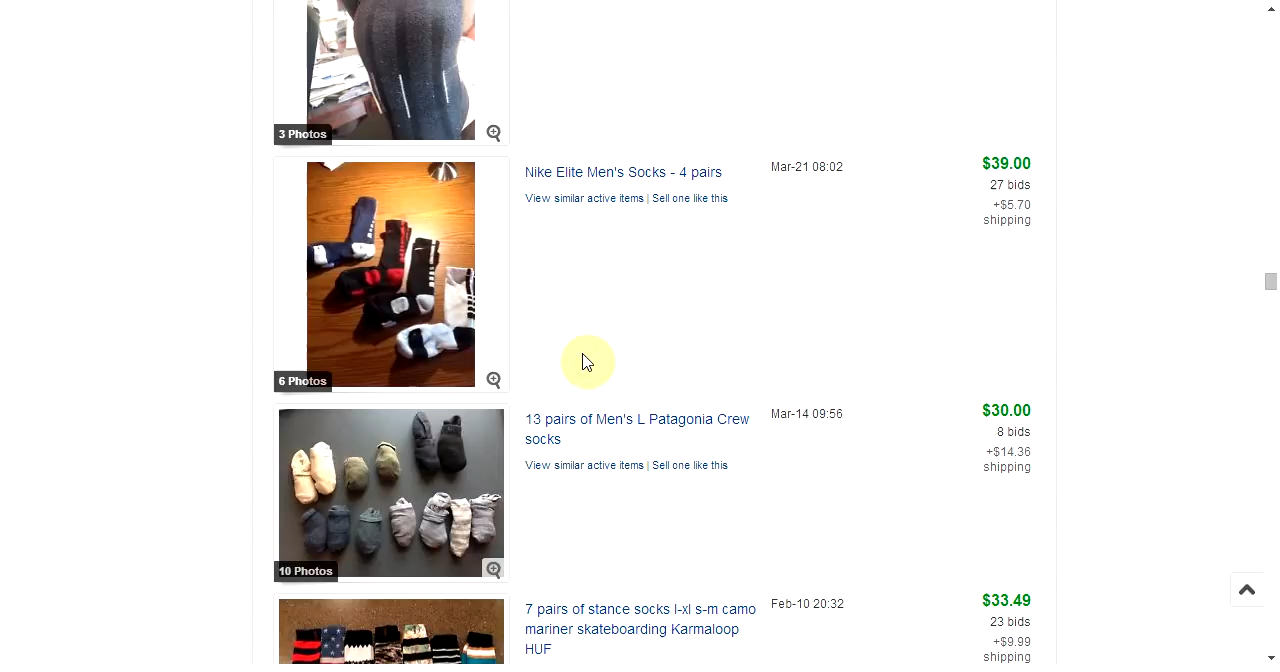 3 Photos
Nike Elite Men's Socks - 4 pairs
View similar active items | Sell one like this
Mar-21 08:02
$39.00
27 bids
+$5.70
shipping
6 Photos
13 pairs of Men's L Patagonia Crew
socks
View similar active items | Sell one like this
Mar-14 09:56
$30.00
8 bids
+$14.36
shipping
10 Photos
7 pairs of stance socks l-xl s-m camo
mariner skateboarding Karmaloop
HUF
Feb-10 20:32
$33.49
23 bids
+$9.99
shipping